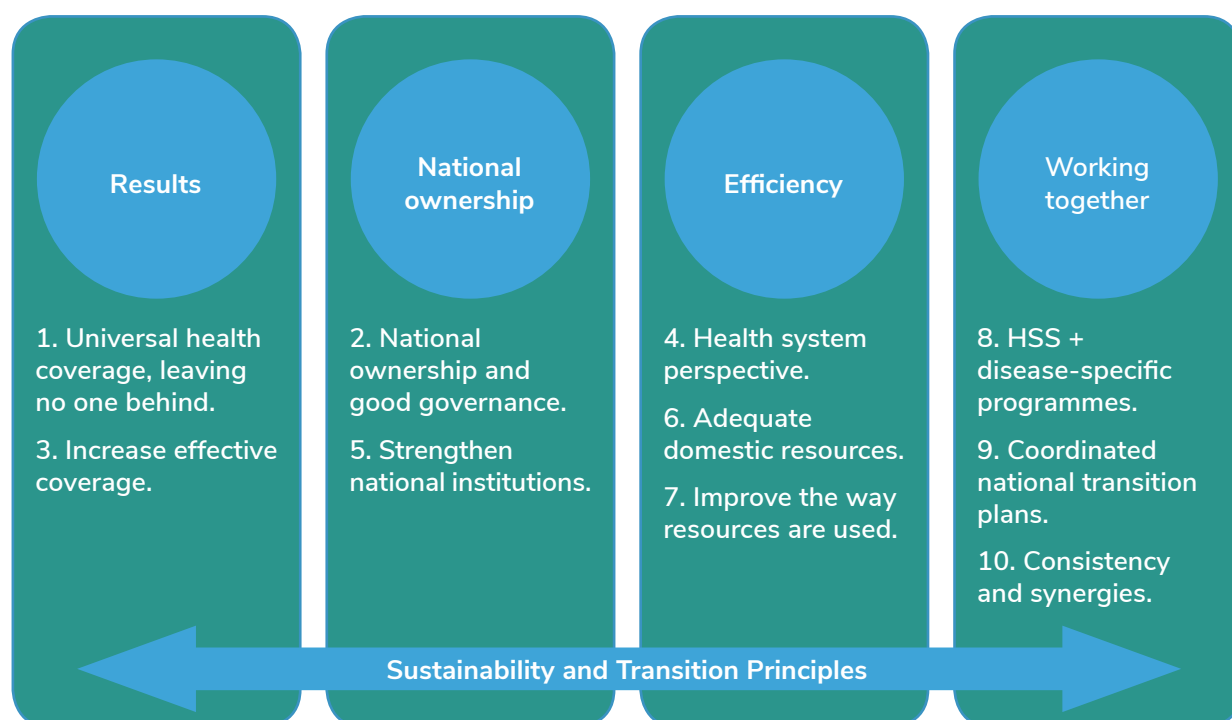 Results
1. Universal health
coverage, leaving
no one behind.
3. Increase effective
coverage.
National
ownership
2. National
ownership and
good governance.
5. Strengthen
national institutions.
Efficiency
4. Health system
perspective.
6. Adequate
domestic resources.
7. Improve the way
resources are used.
Working
together
8. HSS +
disease-specific
programmes.
9. Coordinated
national transition
plans.
10. Consistency
and synergies.
Sustainability and Transition Principles